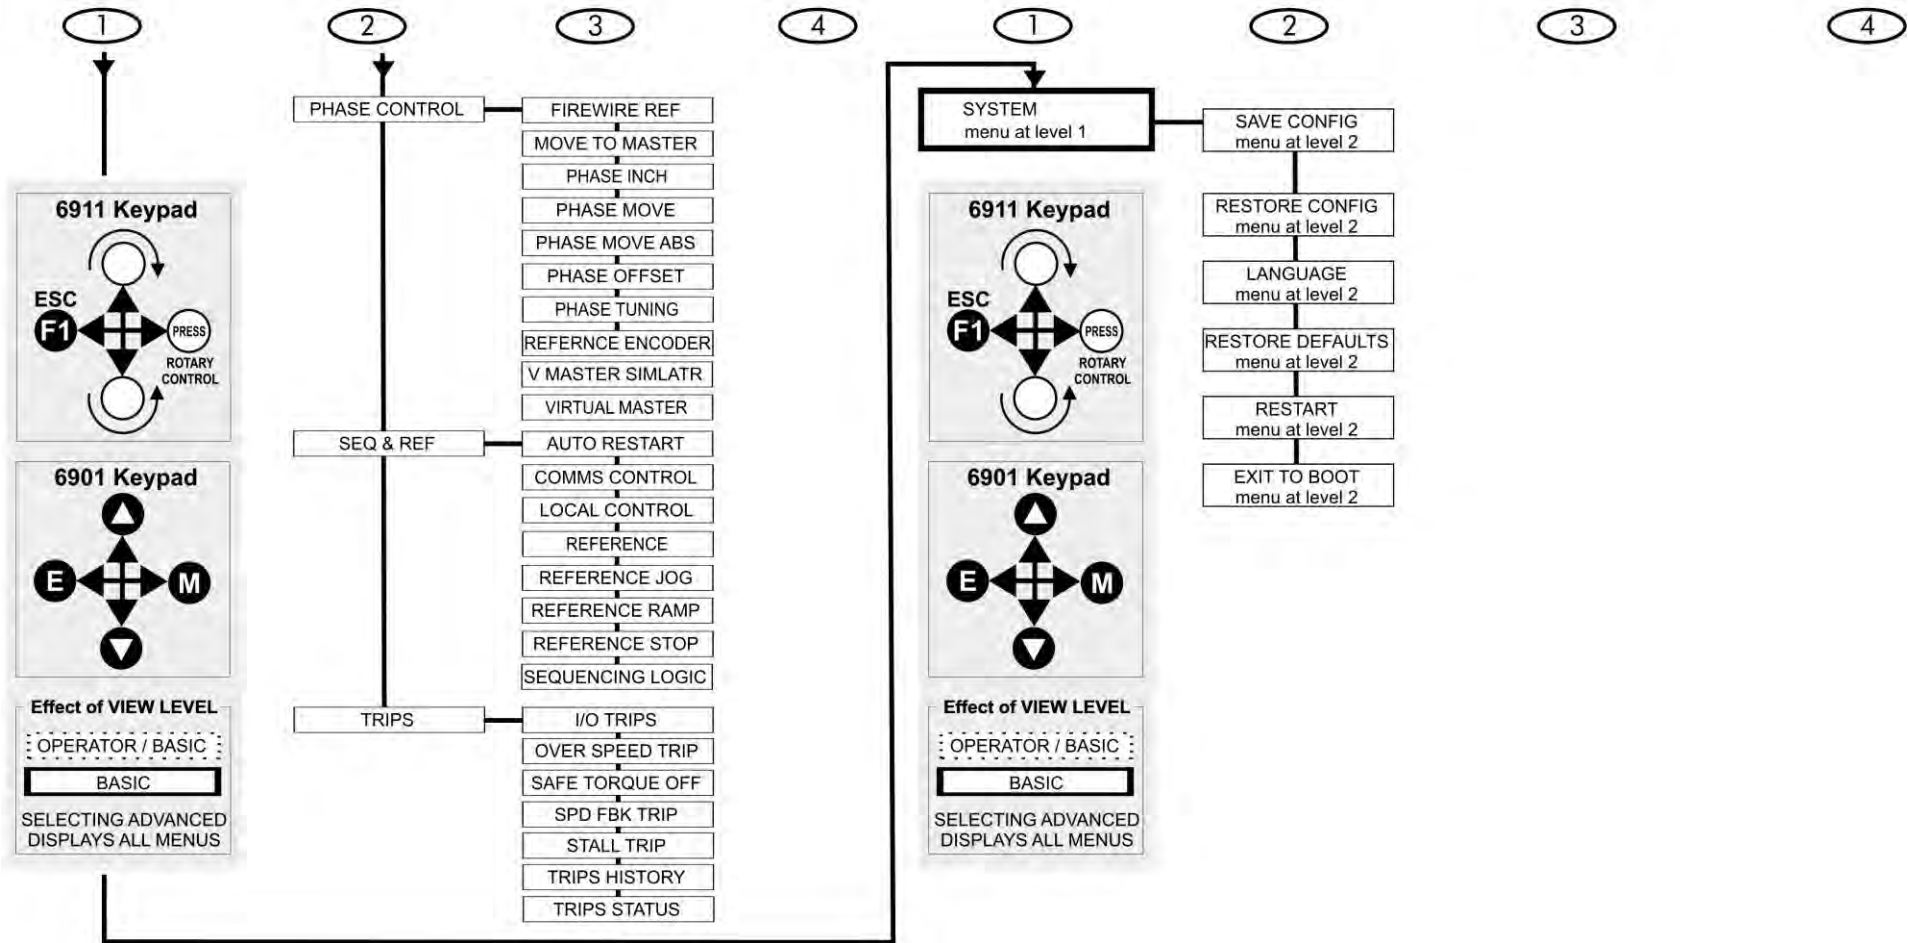 1
2
3
4
1
2
3
4
PHASE CONTROL
FIREWIRE REF
MOVE TO MASTER
PHASE INCH
PHASE MOVE
PHASE MOVE ABS
PHASE OFFSET
PHASE TUNING
REFERNCE ENCODER
V MASTER SIMLATR
VIRTUAL MASTER
SEQ & REF
AUTO RESTART
COMMS CONTROL
LOCAL CONTROL
REFERENCE
REFERENCE JOG
REFERENCE RAMP
REFERENCE STOP
SEQUENCING LOGIC
TRIPS
I/O TRIPS
OVER SPEED TRIP
SAFE TORQUE OFF
SPD FBK TRIP
STALL TRIP
TRIPS HISTORY
TRIPS STATUS
6911 Keypad
ESC
F1
PRESS
ROTARY
CONTROL
6901 Keypad
E
M
Effect of VIEW LEVEL
OPERATOR / BASIC
BASIC
SELECTING ADVANCED
DISPLAYS ALL MENUS
SYSTEM
menu at level 1
SAVE CONFIG
menu at level 2
RESTORE CONFIG
menu at level 2
LANGUAGE
menu at level 2
RESTORE DEFAULTS
menu at level 2
RESTART
menu at level 2
EXIT TO BOOT
menu at level 2
6911 Keypad
ESC
F1
PRESS
ROTARY
CONTROL
6901 Keypad
E
M
Effect of VIEW LEVEL
OPERATOR / BASIC
BASIC
SELECTING ADVANCED
DISPLAYS ALL MENUS